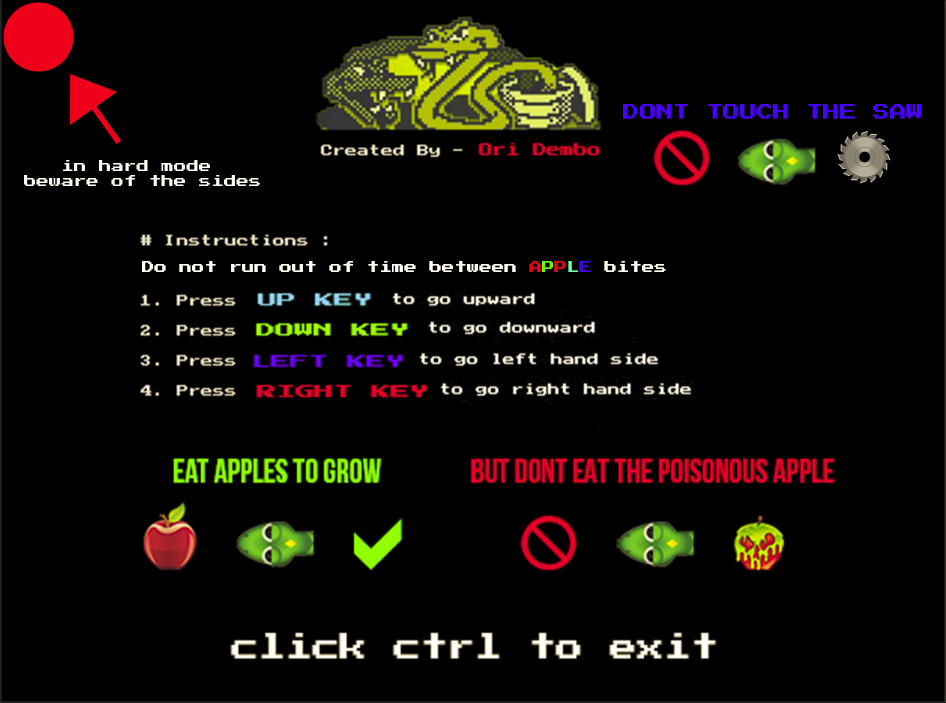 DONT TOUCH THE SAW
Created By - Ori Dembo
in hard mode
beware of the sides
# Instructions :
Do not run out of time between APPLE bites
1. Press UP KEY to go upward
2. Press DOWN KEY to go downward
3. Press LEFT KEY to go left hand side
4. Press RIGHT KEY to go right hand side
EAT APPLES TO GROW
BUT DONT EAT THE POISONOUS APPLE
click ctrl to exit